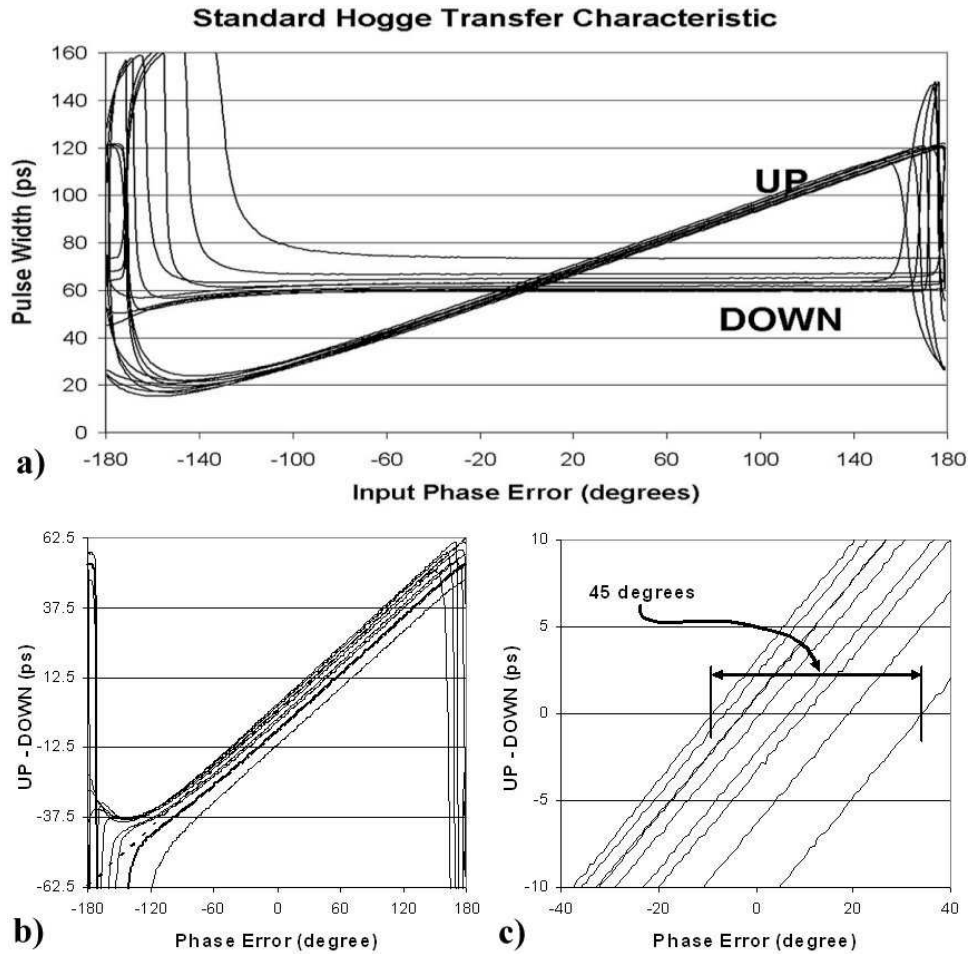 Standard Hogge Transfer Characteristic
160
140
120
100
80
60
40
20
0
Pulse Width (ps)
UP
DOWN
-180 -140 -100 -60 -20 20 60 100 140 180
Input Phase Error (degrees)
a)
62.5
37.5
12.5
-12.5
-37.5
-62.5
UP - DOWN (ps)
-180 -120 -60 0 60 120 180
Phase Error (degree)
b)
10
5
0
-5
-10
UP - DOWN (ps)
45 degrees
-40 -20 0 20 40
Phase Error (degree)
c)